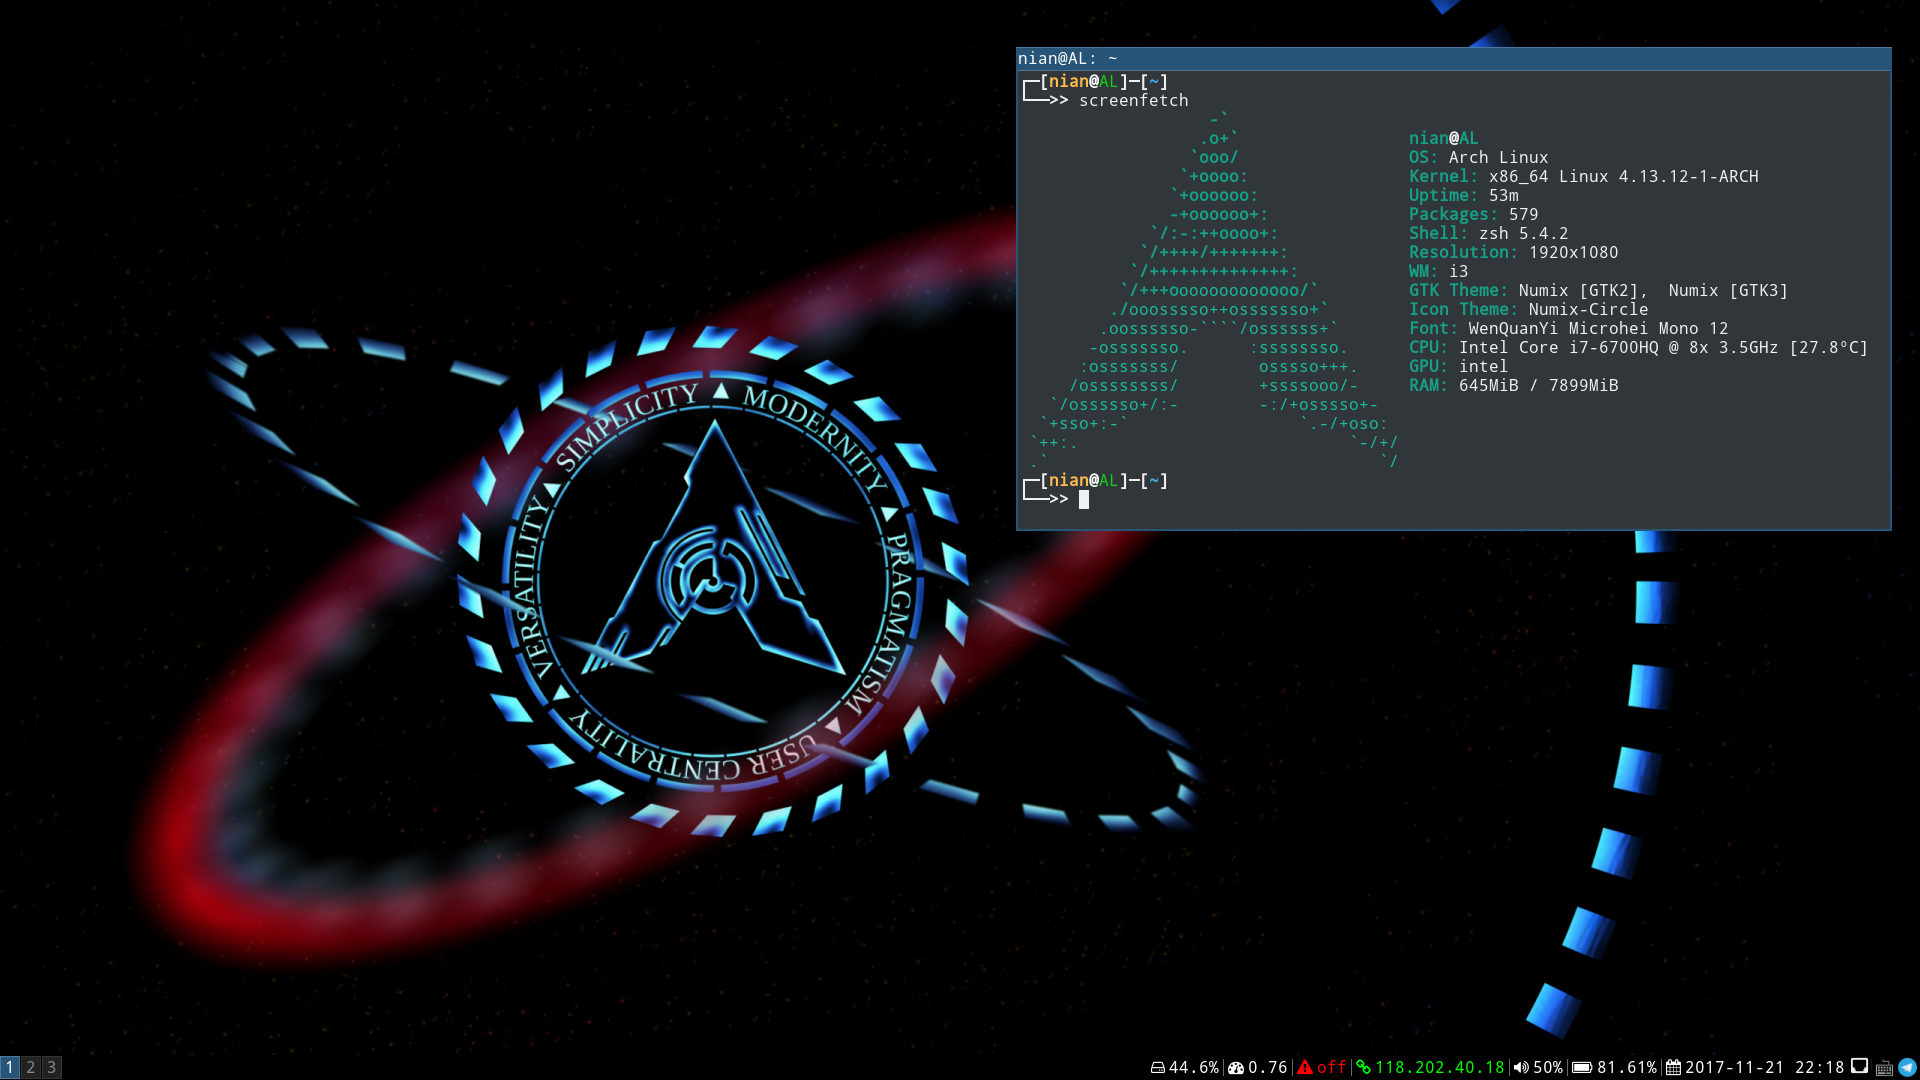 nian@AL: ~
┌─[nian@AL]─[~]
└──>> screenfetch
-`
.o+`
`ooo/
`+oooo:
`+oooooo:
-+oooooo+:
`/:-:++oooo+:
`/++++/+++++++:
`/++++++++++++++:
`/+++ooooooooooooo/`
./ooosssso++osssssso+`
.oossssso-````/ossssss+`
-osssssso.      :ssssssso.
:osssssss/        osssso+++.
/ossssssss/        +ssssooo/-
`/ossssso+/:-        -:/+osssso+-
`+sso+:-`                 `.-/+oso:
`++:.                           `-/+/
.`                                 `/
nian@AL
OS: Arch Linux
Kernel: x86_64 Linux 4.13.12-1-ARCH
Uptime: 53m
Packages: 579
Shell: zsh 5.4.2
Resolution: 1920x1080
WM: i3
GTK Theme: Numix [GTK2],  Numix [GTK3]
Icon Theme: Numix-Circle
Font: WenQuanYi Microhei Mono 12
CPU: Intel Core i7-6700HQ @ 8x 3.5GHz [27.8°C]
GPU: intel
RAM: 645MiB / 7899MiB
┌─[nian@AL]─[~]
└──>>
SIMPLICITY ▲ MODERNITY ▲ PRAGMATISM ▲ USER CENTRALITY ▲ VERSATILITY ▲
1 2 3
44.6% | 0.76 | off | 118.202.40.18 | 50% | 81.61% | 2017-11-21 22:18